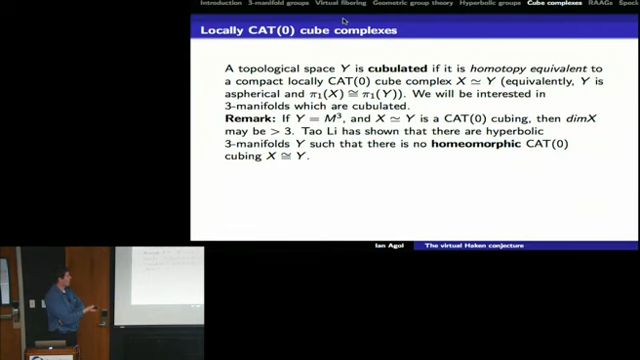 Introduction 3-manifold groups Virtual fibering Geometric group theory Hyperbolic groups Cube complexes RAAGs
Locally CAT(0) cube complexes
A topological space Y is cubulated if it is homotopy equivalent to
a compact locally CAT(0) cube complex X ≃ Y (equivalently, Y is
aspherical and π₁(X) ≅ π₁(Y)). We will be interested in
3-manifolds which are cubulated.
Remark: If Y = M³, and X ≃ Y is a CAT(0) cubing, then dimX
may be > 3. Tao Li has shown that there are hyperbolic
3-manifolds Y such that there is no homeomorphic CAT(0)
cubing X ≅ Y.
Ian Agol The virtual Haken conjecture